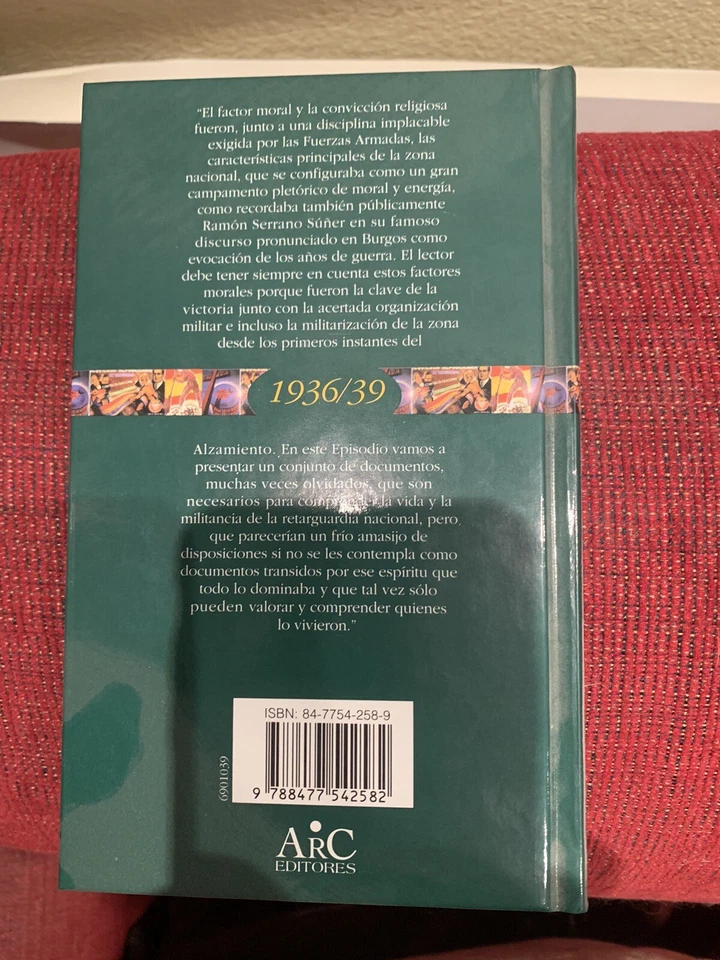 “El factor moral y la convicción religiosa
fueron, junto a una disciplina implacable
exigida por las Fuerzas Armadas, las
características principales de la zona
nacional, que se configuraba como un gran
campamento pletórico de moral y energía,
como recordaba también públicamente
Ramón Serrano Súñer en su famoso
discurso pronunciado en Burgos como
evocación de los años de guerra. El lector
debe tener siempre en cuenta estos factores
morales porque fueron la clave de la
victoria junto con la acertada organización
militar e incluso la militarización de la zona
desde los primeros instantes del
1936/39
Alzamiento. En este Episodio vamos a
presentar un conjunto de documentos,
muchas veces olvidados, que son
necesarios para comprender la vida y la
militancia de la retarguardia nacional, pero,
que parecerían un frío amasijo de
disposiciones si no se les contempla como
documentos transidos por ese espíritu que
todo lo dominaba y que tal vez sólo
pueden valorar y comprender quienes
lo vivieron.”
ISBN: 84-7754-258-9
9 788477 542582
6901039
ARC
EDITORES